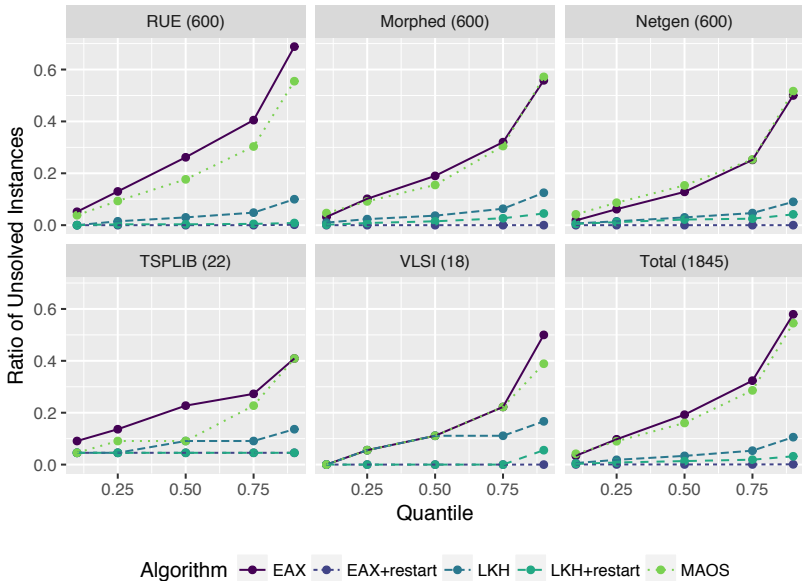 RUE (600) Morphed (600) Netgen (600)
0.6
0.4
0.2
0.0
TSPLIB (22) VLSI (18) Total (1845)
0.6
0.4
0.2
0.0
Ratio of Unsolved Instances
0.25 0.50 0.75 0.25 0.50 0.75 0.25 0.50 0.75
Quantile
Algorithm EAX EAX+restart LKH LKH+restart MAOS